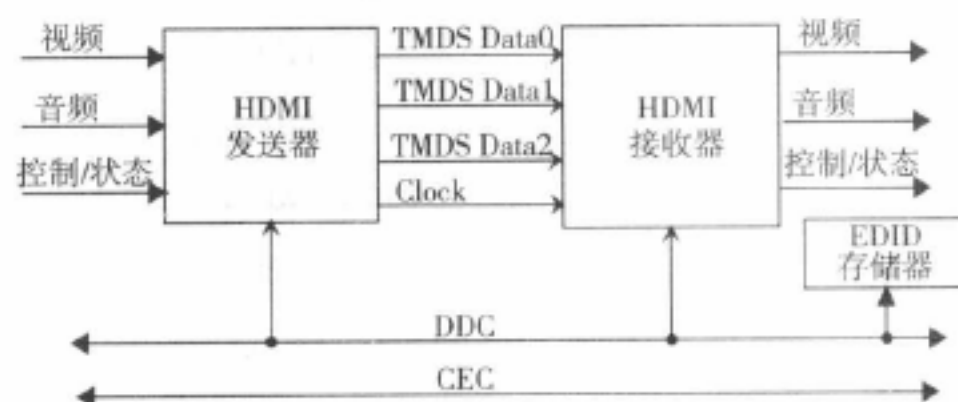 视频
音频
控制/状态
HDMI
发送器
TMDS Data0
TMDS Data1
TMDS Data2
Clock
HDMI
接收器
视频
音频
控制/状态
EDID
存储器
DDC
CEC